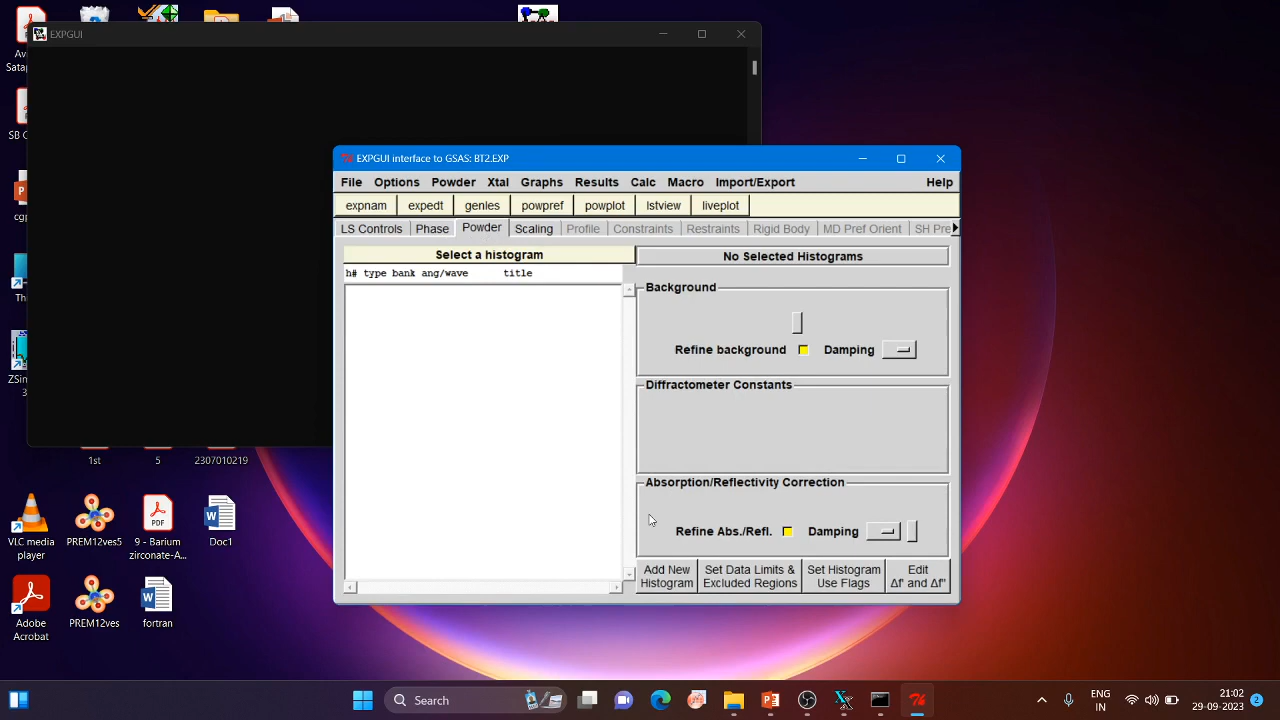 EXPGUI
EXPGUI interface to GSAS: BT2.EXP
File Options Powder Xtal Graphs Results Calc Macro Import/Export Help
expnam expedt genles powpref powplot lstview liveplot
LS Controls Phase Powder Scaling Profile Constraints Restraints Rigid Body MD Pref Orient SH Pre
Select a histogram
No Selected Histograms
h# type bank ang/wave title
Background
Refine background Damping
Diffractometer Constants
Absorption/Reflectivity Correction
Refine Abs./Refl. Damping
Add New
Histogram
Set Data Limits &
Excluded Regions
Set Histogram
Use Flags
Edit
Δf' and Δf"
1st
5
2307010219
VLC media
player
PREM12ves5
PDF
9 - Barium
zirconate-A...
Doc1
Adobe
Acrobat
PREM12ves
fortran
Search
ENG
IN
21:02
29-09-2023
2